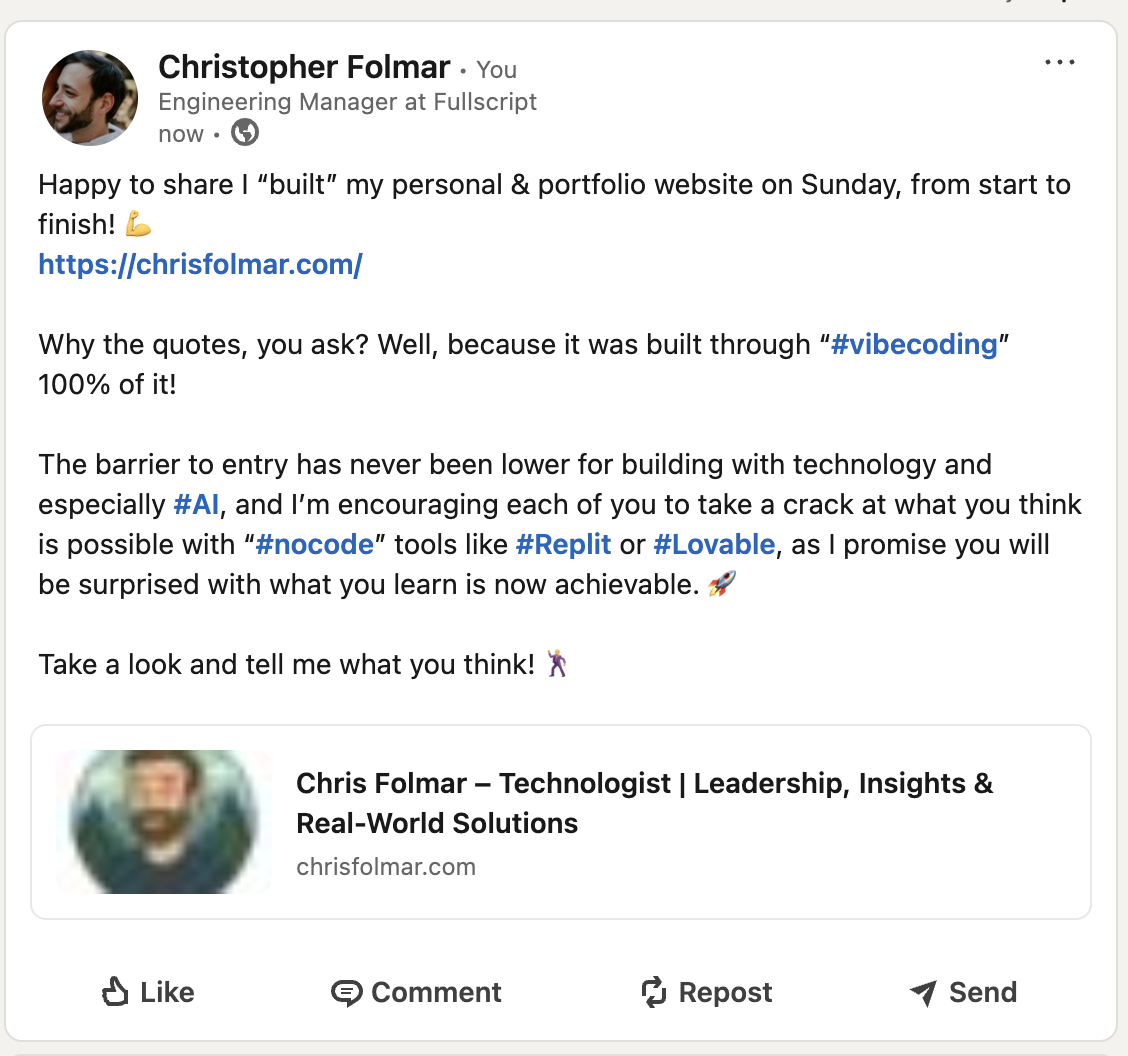 Christopher Folmar • You
Engineering Manager at Fullscript
now •
Happy to share I “built” my personal & portfolio website on Sunday, from start to
finish! 💪
https://chrisfolmar.com/
Why the quotes, you ask? Well, because it was built through “#vibecoding”
100% of it!
The barrier to entry has never been lower for building with technology and
especially #AI, and I’m encouraging each of you to take a crack at what you think
is possible with “#nocode” tools like #Replit or #Lovable, as I promise you will
be surprised with what you learn is now achievable. 🚀
Take a look and tell me what you think! 🕺
Chris Folmar – Technologist | Leadership, Insights &
Real-World Solutions
chrisfolmar.com
Like Comment Repost Send